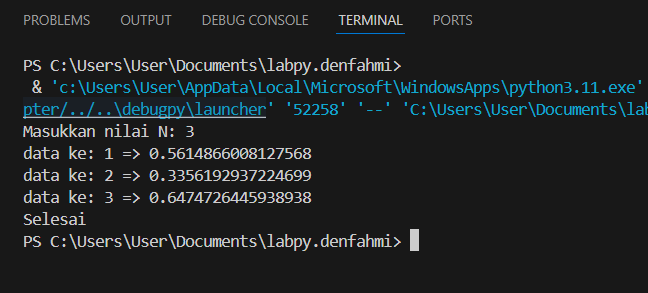 PROBLEMS OUTPUT DEBUG CONSOLE TERMINAL PORTS
PS C:\Users\User\Documents\labpy.denfahmi>
& 'c:\Users\User\AppData\Local\Microsoft\WindowsApps\python3.11.exe'
pter/../..\debugpy\launcher' '52258' '--' 'C:\Users\User\Documents\lab
Masukkan nilai N: 3
data ke: 1 => 0.5614866008127568
data ke: 2 => 0.3356192937224699
data ke: 3 => 0.6474726445938938
Selesai
PS C:\Users\User\Documents\labpy.denfahmi>